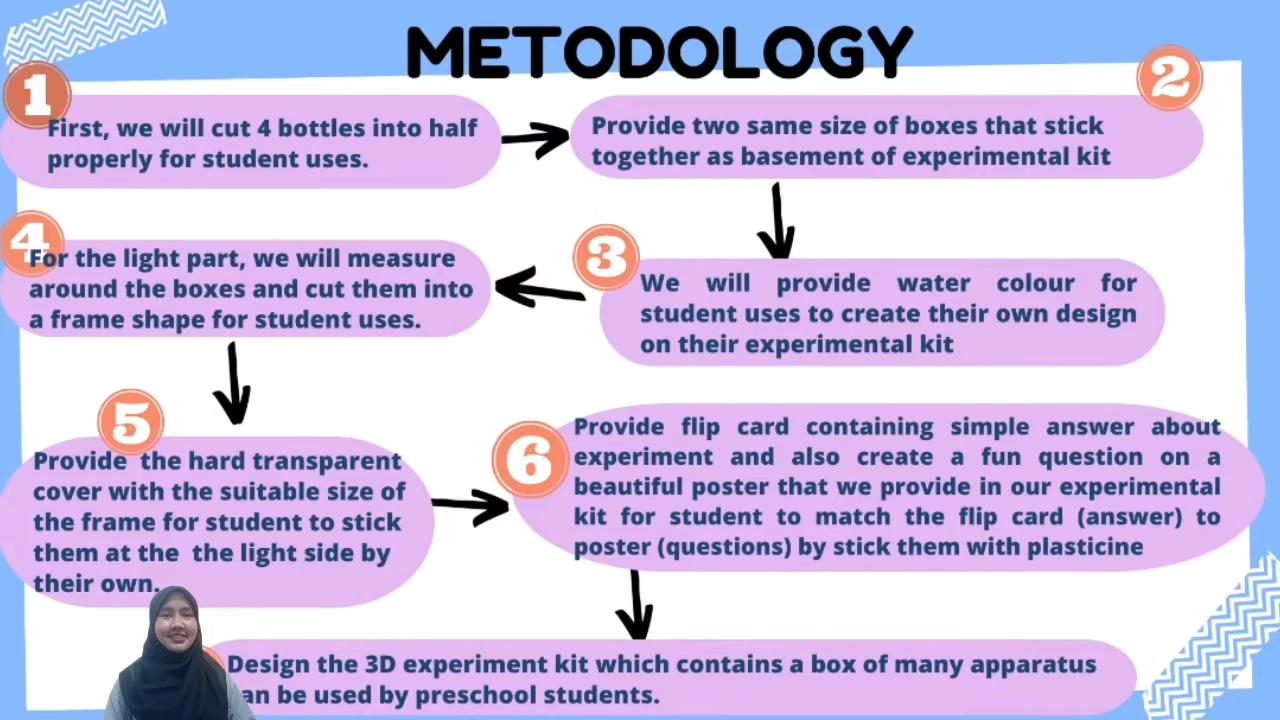 METODOLOGY
1
First, we will cut 4 bottles into half
properly for student uses.
2
Provide two same size of boxes that stick
together as basement of experimental kit
3
We will provide water colour for
student uses to create their own design
on their experimental kit
4
For the light part, we will measure
around the boxes and cut them into
a frame shape for student uses.
5
Provide the hard transparent
cover with the suitable size of
the frame for student to stick
them at the the light side by
their own.
6
Provide flip card containing simple answer about
experiment and also create a fun question on a
beautiful poster that we provide in our experimental
kit for student to match the flip card (answer) to
poster (questions) by stick them with plasticine
Design the 3D experiment kit which contains a box of many apparatus
can be used by preschool students.